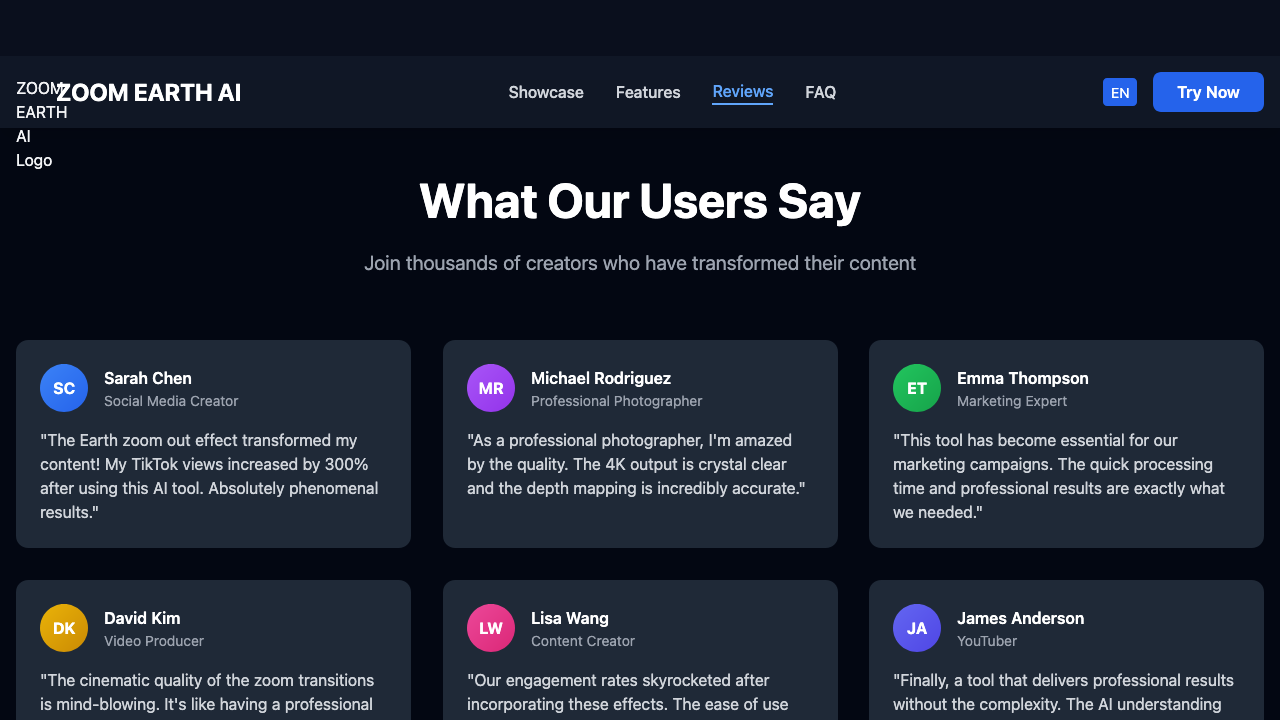 ZOOM
EARTH
AI
Logo
ZOOM EARTH AI
Showcase
Features
Reviews
FAQ
EN
Try Now
What Our Users Say
Join thousands of creators who have transformed their content
SC
Sarah Chen
Social Media Creator
"The Earth zoom out effect transformed my
content! My TikTok views increased by 300%
after using this AI tool. Absolutely phenomenal
results."
MR
Michael Rodriguez
Professional Photographer
"As a professional photographer, I'm amazed
by the quality. The 4K output is crystal clear
and the depth mapping is incredibly accurate."
ET
Emma Thompson
Marketing Expert
"This tool has become essential for our
marketing campaigns. The quick processing
time and professional results are exactly what
we needed."
DK
David Kim
Video Producer
"The cinematic quality of the zoom transitions
is mind-blowing. It's like having a professional
LW
Lisa Wang
Content Creator
"Our engagement rates skyrocketed after
incorporating these effects. The ease of use
JA
James Anderson
YouTuber
"Finally, a tool that delivers professional results
without the complexity. The AI understanding